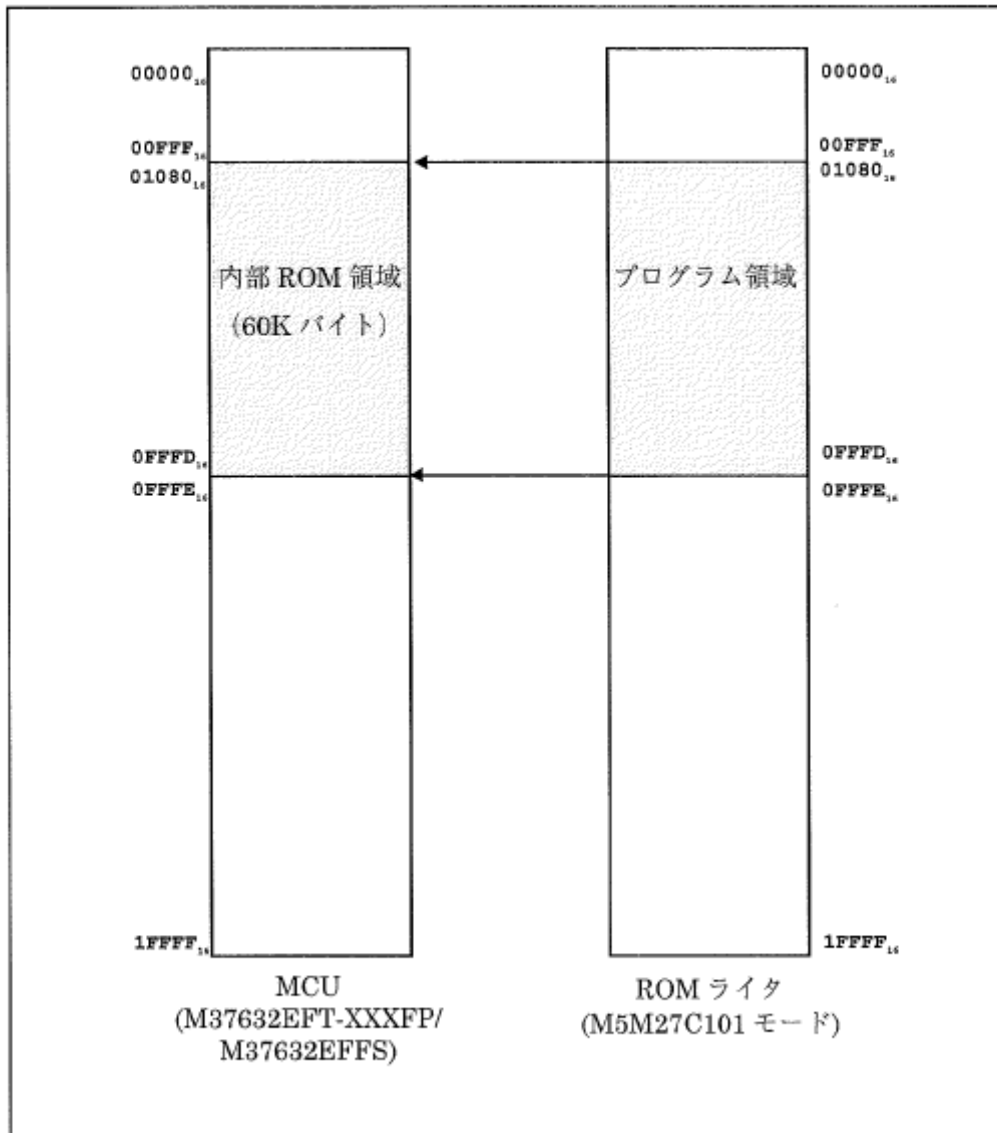 00000₁₆
00FFF₁₆
01080₁₆
内部 ROM 領域
(60K バイト)
0FFFD₁₆
0FFFE₁₆
1FFFF₁₆
MCU
(M37632EFT-XXXFP/
M37632EFFS)
00000₁₆
00FFF₁₆
01080₁₆
プログラム領域
0FFFD₁₆
0FFFE₁₆
1FFFF₁₆
ROM ライタ
(M5M27C101 モード)